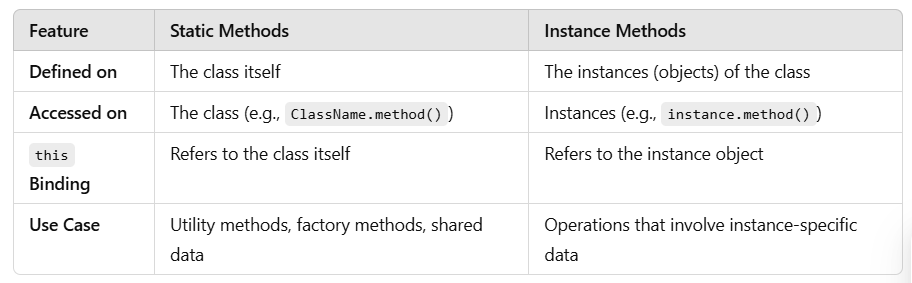 Feature Static Methods Instance Methods
Defined on The class itself The instances (objects) of the class
Accessed on The class (e.g., ClassName.method() ) Instances (e.g., instance.method() )
this Refers to the class itself Refers to the instance object
Binding
Use Case Utility methods, factory methods, shared Operations that involve instance-specific
data data